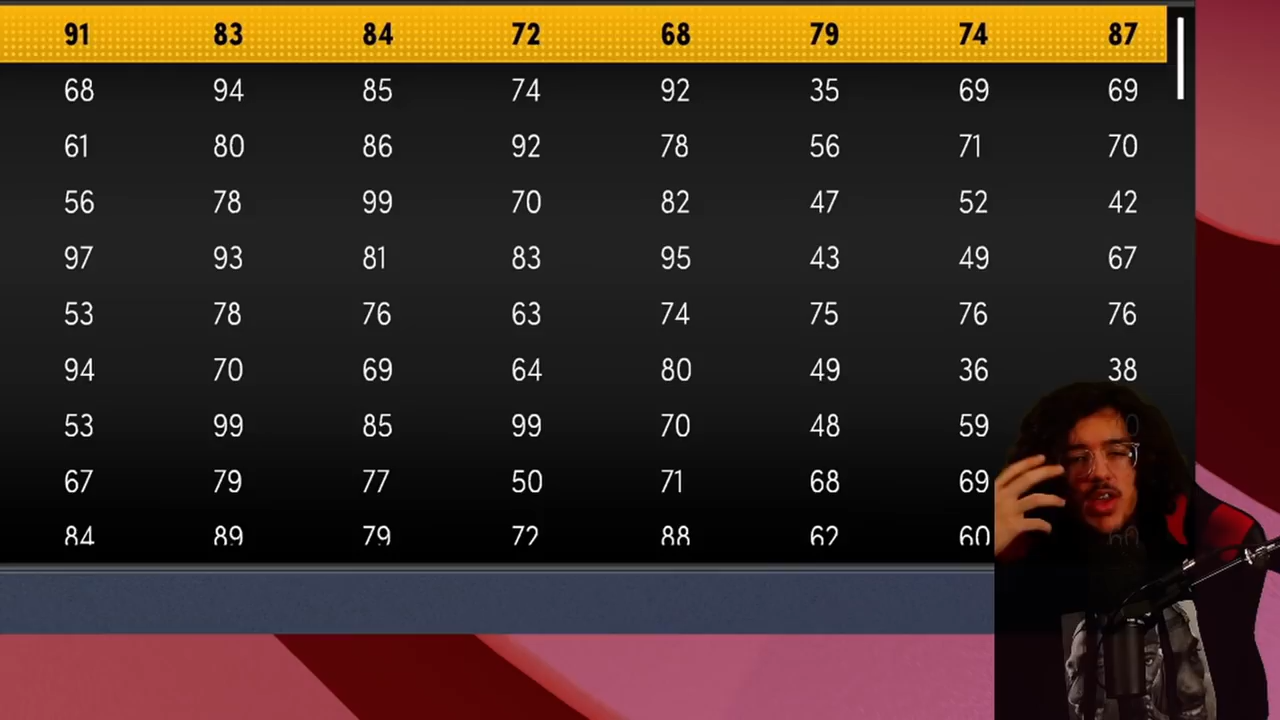 91 83 84 72 68 79 74 87
68 94 85 74 92 35 69 69
61 80 86 92 78 56 71 70
56 78 99 70 82 47 52 42
97 93 81 83 95 43 49 67
53 78 76 63 74 75 76 76
94 70 69 64 80 49 36 38
53 99 85 99 70 48 59
67 79 77 50 71 68 69
84 89 79 72 88 62 60